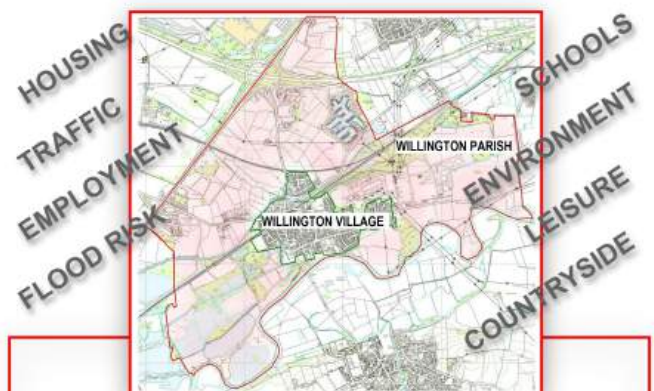 HOUSING
TRAFFIC
EMPLOYMENT
FLOOD RISK
WILLINGTON PARISH
WILLINGTON VILLAGE
SCHOOLS
ENVIRONMENT
LEISURE
COUNTRYSIDE